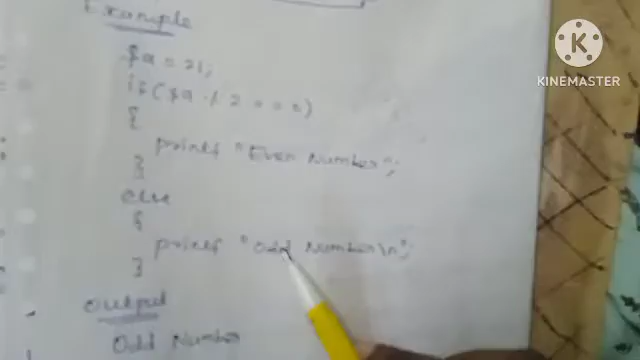 Example
$a = 21;
if($a % 2 == 0)
{
printf "Even Number";
}
else
{
printf "Odd Number\n";
}
Output
Odd Number
KINEMASTER